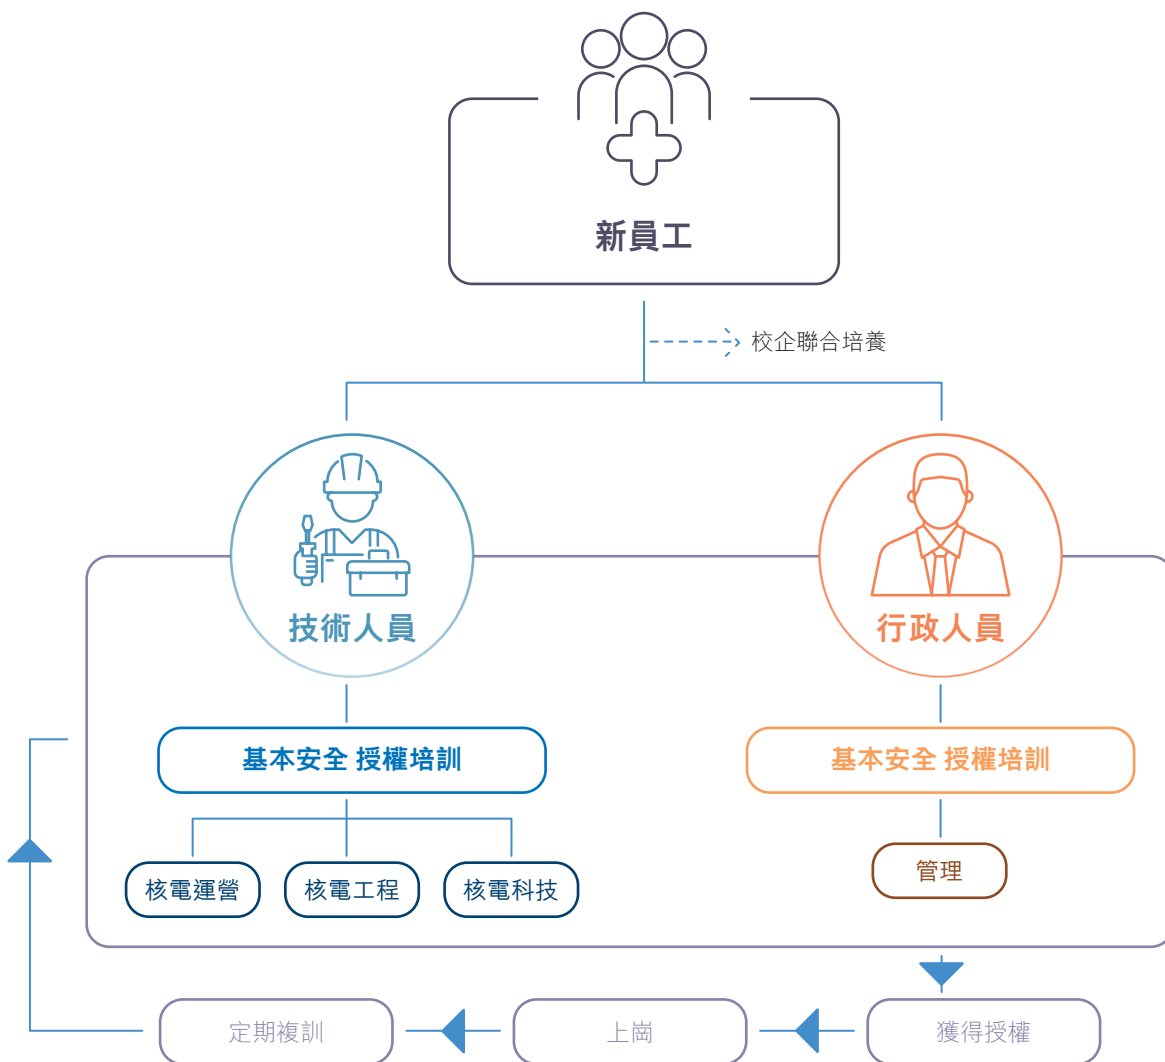 新員工
校企聯合培養
技術人員
行政人員
基本安全 授權培訓
基本安全 授權培訓
核電運營
核電工程
核電科技
管理
定期複訓
上崗
獲得授權